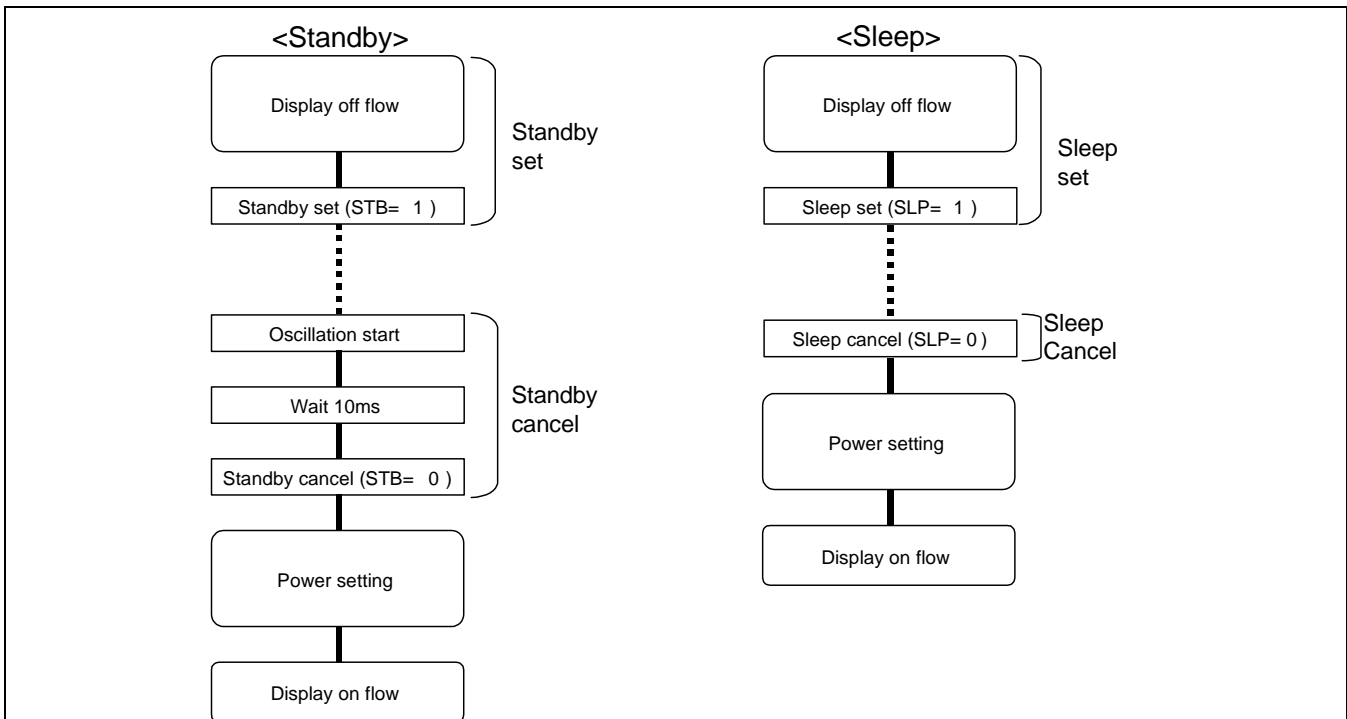 <Standby>
Display off flow
Standby set (STB= 1 )
Standby
set
Oscillation start
Wait 10ms
Standby cancel (STB= 0 )
Standby
cancel
Power setting
Display on flow
<Sleep>
Display off flow
Sleep set (SLP= 1 )
Sleep
set
Sleep cancel (SLP= 0 )
Sleep
Cancel
Power setting
Display on flow